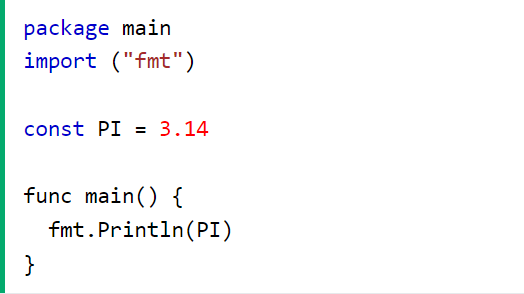 package main
import ("fmt")
const PI = 3.14
func main() {
  fmt.Println(PI)
}